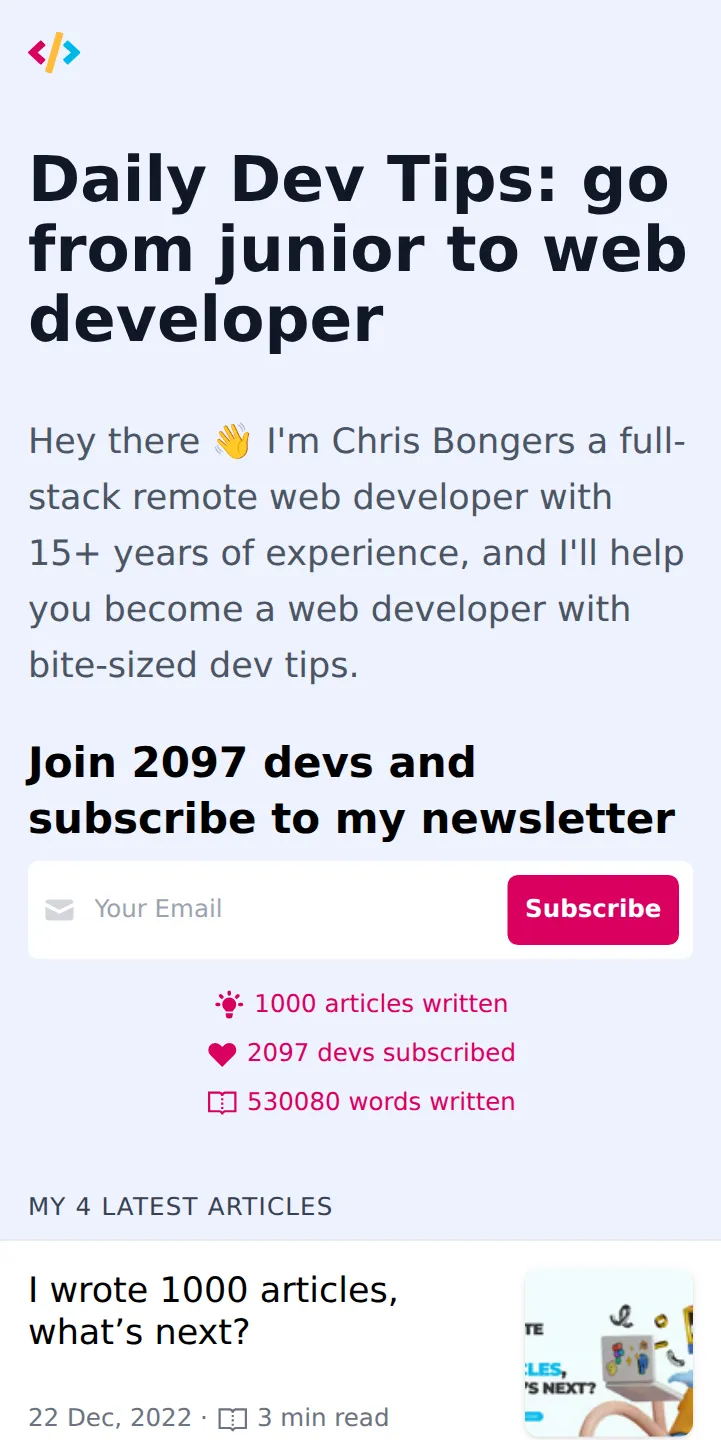 Daily Dev Tips: go
from junior to web
developer
Hey there 👋 I'm Chris Bongers a full-
stack remote web developer with
15+ years of experience, and I'll help
you become a web developer with
bite-sized dev tips.
Join 2097 devs and
subscribe to my newsletter
Your Email
Subscribe
1000 articles written
2097 devs subscribed
530080 words written
MY 4 LATEST ARTICLES
I wrote 1000 articles,
what’s next?
TE
LES,
'S NEXT?
22 Dec, 2022 · 3 min read